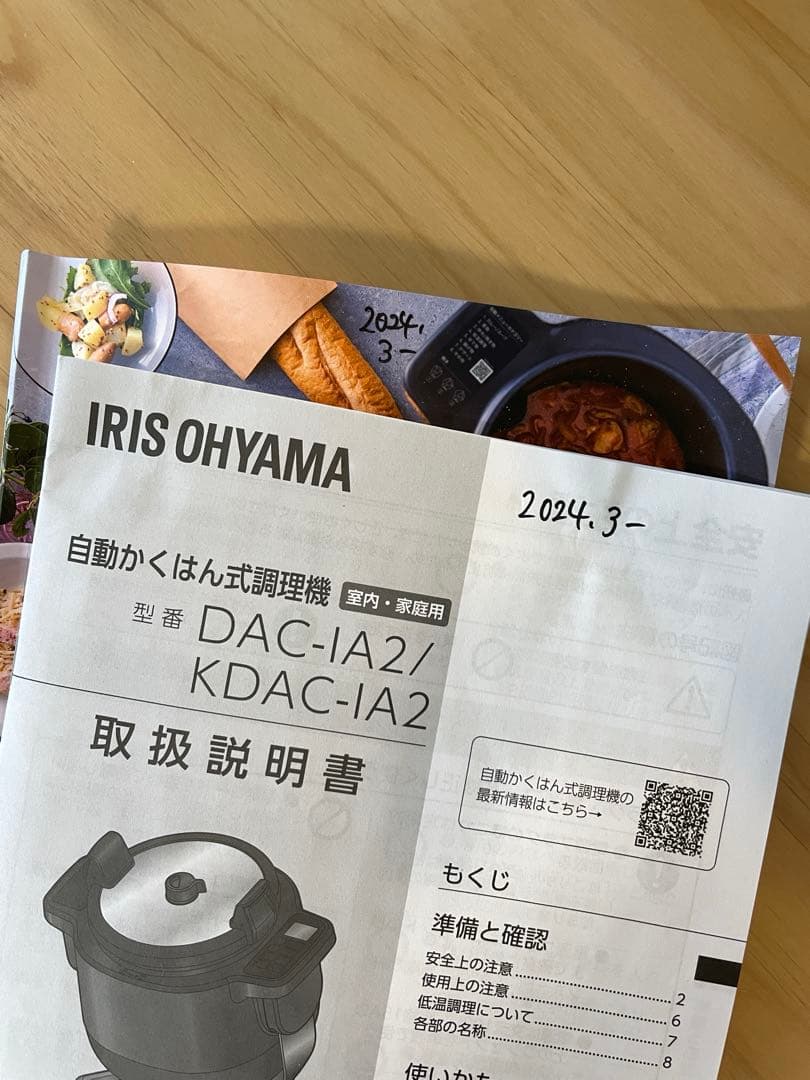 2024.
3-
IRIS OHYAMA
2024.3-
自動かくはん式調理機 室内・家庭用
型番 DAC-IA2/
KDAC-IA2
取扱説明書
自動かくはん式調理機の
最新情報はこちら→
もくじ
準備と確認
安全上の注意 2
使用上の注意 6
低温調理について 7
各部の名称 8